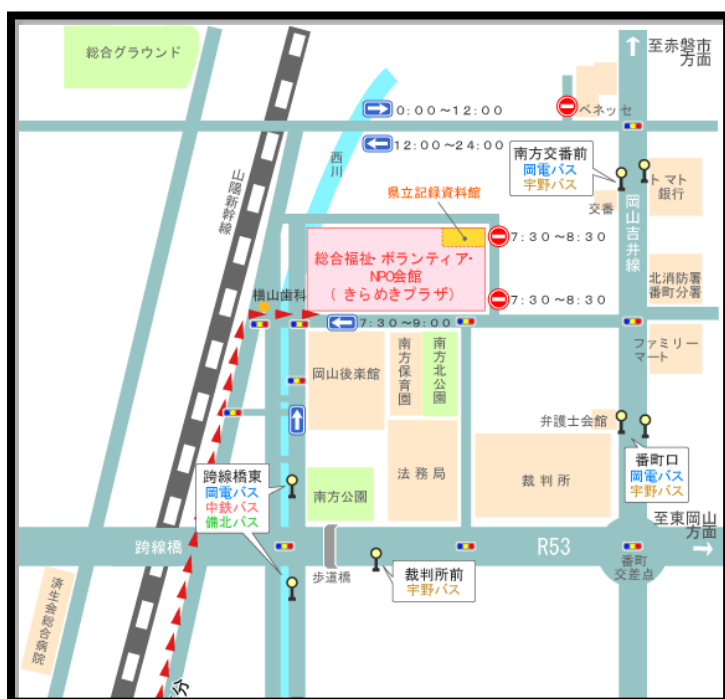 総合グラウンド
至赤磐市
方面
0:00～12:00
ベネッセ
12:00～24:00
西川
南方交番前
岡電バス
宇野バス
トマト
銀行
山陽新幹線
県立記録資料館
交番
岡山吉井線
7:30～8:30
総合福祉・ボランティア・
NPO会館
（きらめきプラザ）
北消防署
番町分署
横山歯科
7:30～8:30
7:30～9:00
ファミリー
マート
岡山後楽館
南方保育園
南方北公園
弁護士会館
跨線橋東
岡電バス
中鉄バス
備北バス
南方公園
法務局
裁判所
番町口
岡電バス
宇野バス
至東岡山
方面
跨線橋
R53
歩道橋
裁判所前
宇野バス
番町
交差点
済生会総合病院
分